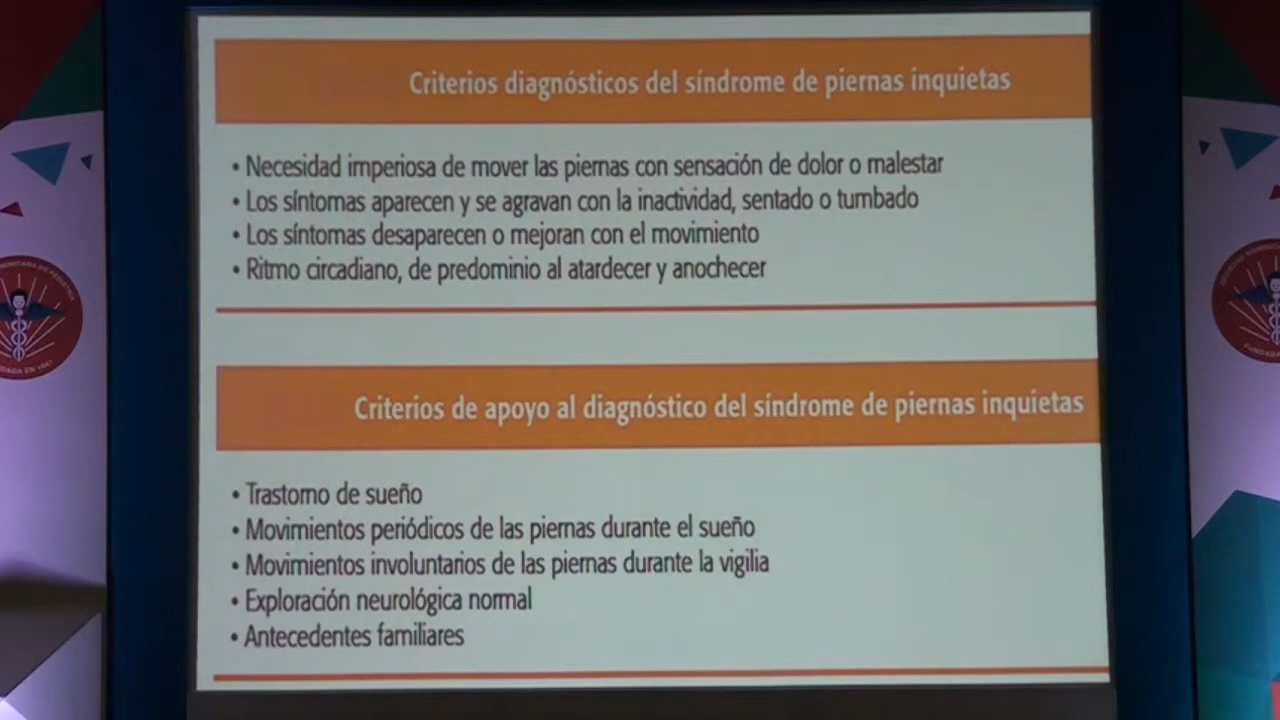 Criterios diagnósticos del síndrome de piernas inquietas
• Necesidad imperiosa de mover las piernas con sensación de dolor o malestar
• Los síntomas aparecen y se agravan con la inactividad, sentado o tumbado
• Los síntomas desaparecen o mejoran con el movimiento
• Ritmo circadiano, de predominio al atardecer y anochecer
Criterios de apoyo al diagnóstico del síndrome de piernas inquietas
• Trastorno de sueño
• Movimientos periódicos de las piernas durante el sueño
• Movimientos involuntarios de las piernas durante la vigilia
• Exploración neurológica normal
• Antecedentes familiares